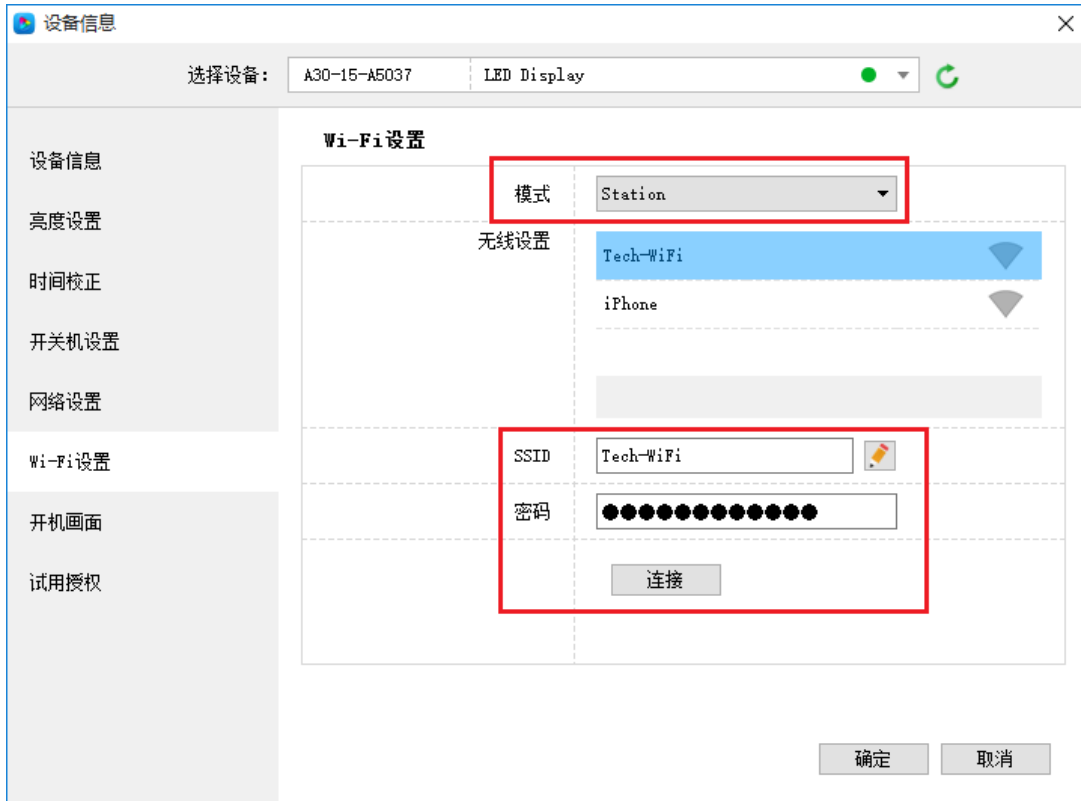 设备信息
选择设备: A30-15-A5037 LED Display
Wi-Fi设置
设备信息
亮度设置
时间校正
开关机设置
网络设置
Wi-Fi设置
开机画面
试用授权
模式 Station
无线设置 Tech-WiFi
iPhone
SSID Tech-WiFi
密码 ●●●●●●●●●●●●
连接
确定 取消